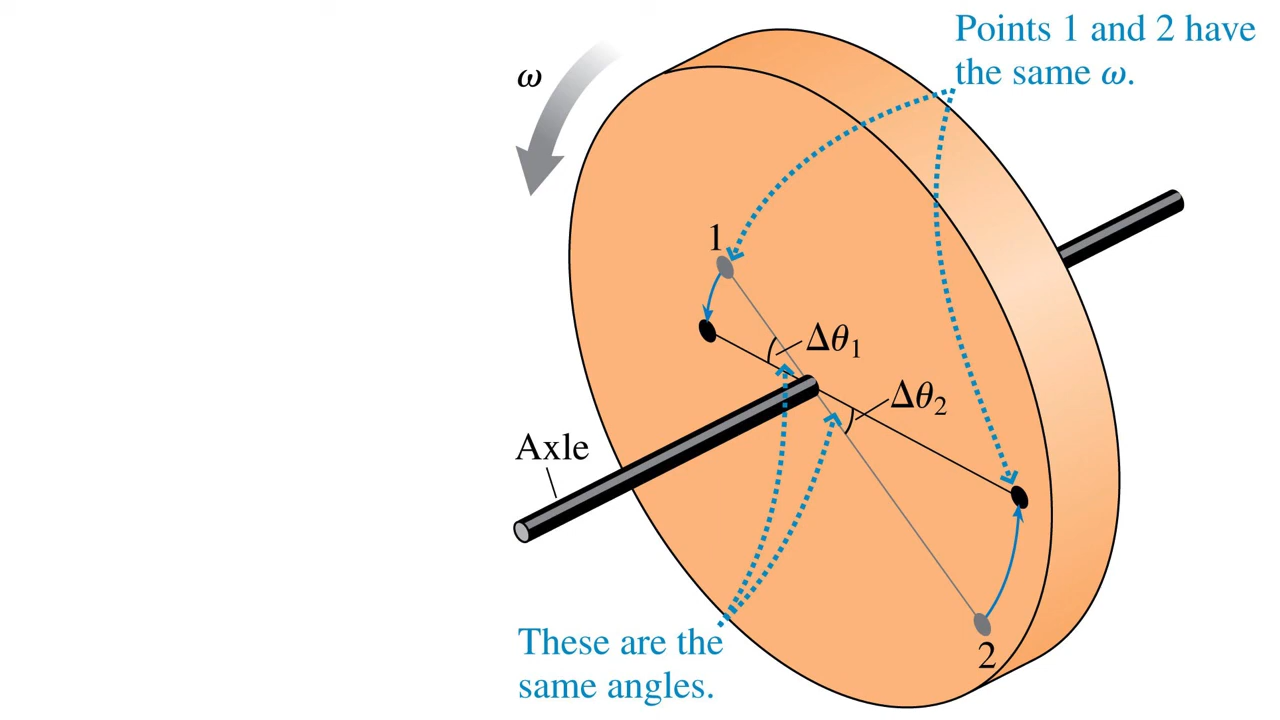 Points 1 and 2 have
the same ω.
ω
1
Δθ₁
Δθ₂
Axle
These are the
same angles.
2